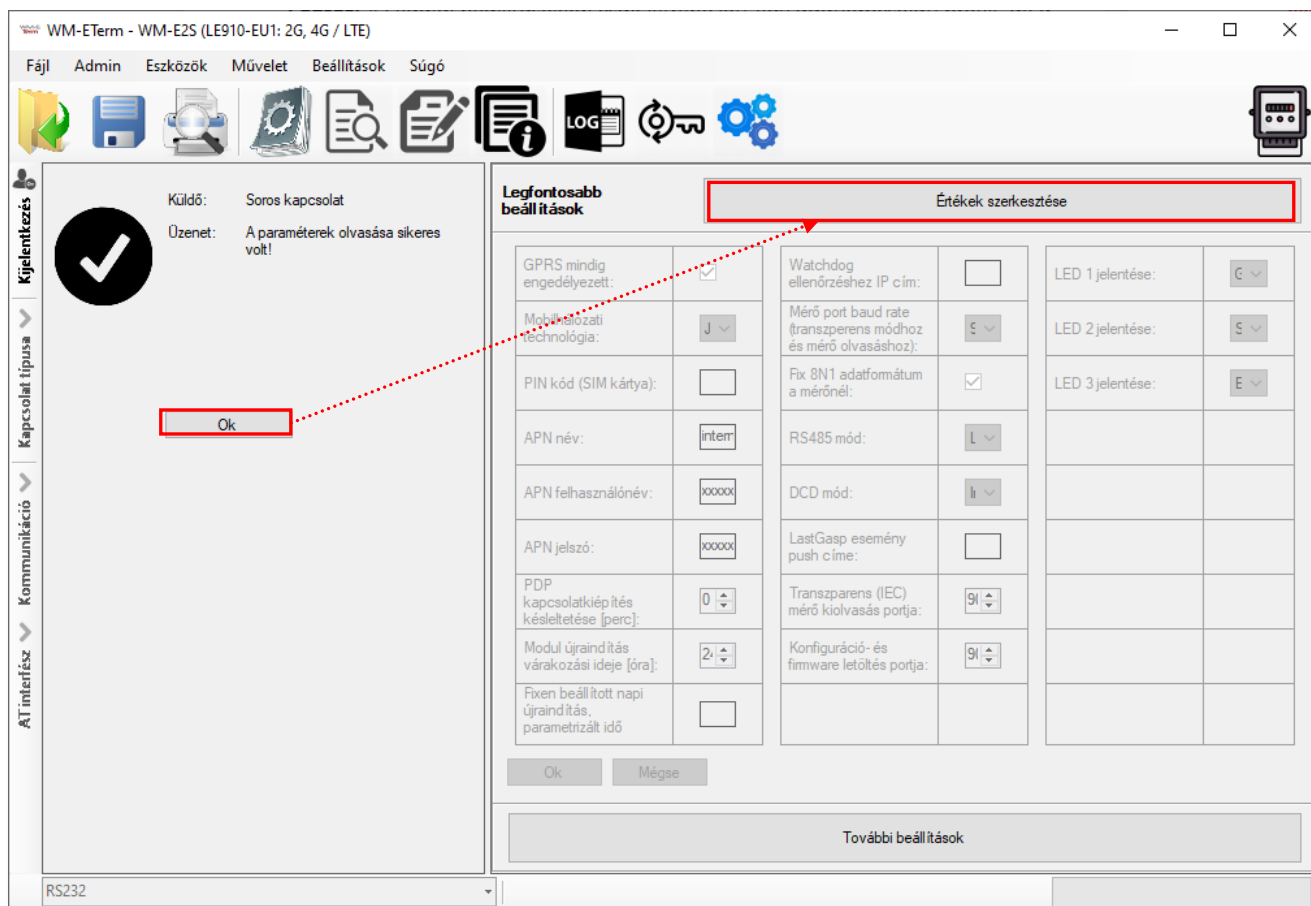 WM-ETerm - WM-E2S (LE910-EU1: 2G, 4G / LTE)
Fájl Admin Eszközök Művelet Beállítások Súgó
LOG
Kijelentkezés
Kapcsolat típusa
Kommunikáció
AT interfész
Küldő: Soros kapcsolat
Üzenet: A paraméterek olvasása sikeres
volt!
Ok
Legfontosabb
beállítások
Értékek szerkesztése
GPRS mindig
engedélyezett:
Mobilhálózati
technológia:
J
PIN kód (SIM kártya):
APN név:
intern
APN felhasználónév:
xxxxx
APN jelszó:
xxxxx
PDP
kapcsolatkiépítés
késleltetése [perc]:
0
Modul újraindítás
várakozási ideje [óra]:
24
Fixen beállított napi
újraindítás,
parametrizált idő
Watchdog
ellenőrzéshez IP cím:
Mérő port baud rate
(transzperens módhoz
és mérő olvasáshoz):
9
Fix 8N1 adatformátum
a mérőnél:
RS485 mód:
L
DCD mód:
LastGasp esemény
push címe:
Transzparens (IEC)
mérő kiolvasás portja:
90
Konfiguráció- és
firmware letöltés portja:
90
LED 1 jelentése:
G
LED 2 jelentése:
S
LED 3 jelentése:
E
Ok Mégse
További beállítások
RS232